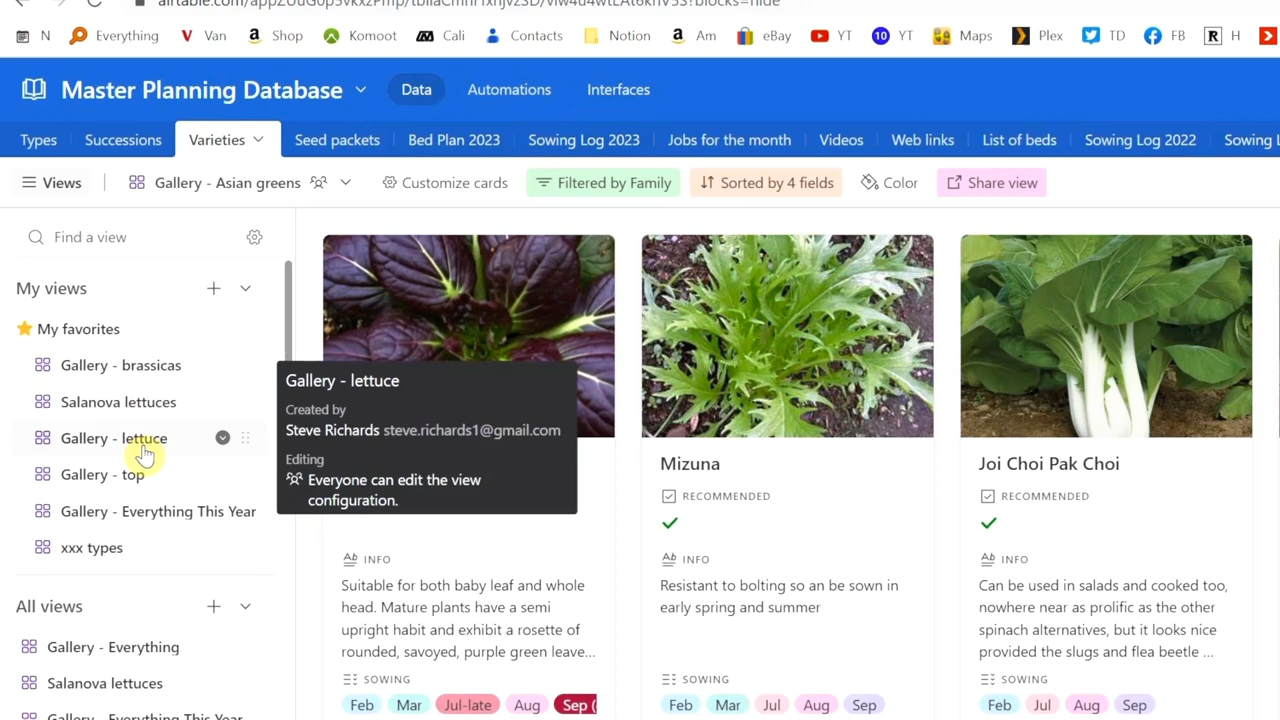 N Everything Van Shop Komoot Cali Contacts Notion Am eBay YT 10 YT Maps Plex TD FB R H
Master Planning Database Data Automations Interfaces
Types Successions Varieties Seed packets Bed Plan 2023 Sowing Log 2023 Jobs for the month Videos Web links List of beds Sowing Log 2022 Sowing
Views Gallery - Asian greens Customize cards Filtered by Family Sorted by 4 fields Color Share view
Find a view
My views
My favorites
Gallery - brassicas
Salanova lettuces
Gallery - lettuce
Gallery - top
Gallery - Everything This Year
xxx types
All views
Gallery - Everything
Salanova lettuces
Gallery - Everything This Year
Gallery - lettuce
Created by
Steve Richards steve.richards1@gmail.com
Editing
Everyone can edit the view
configuration.
INFO
Suitable for both baby leaf and whole
head. Mature plants have a semi
upright habit and exhibit a rosette of
rounded, savoyed, purple green leave...
SOWING
Feb Mar Jul-late Aug Sep (
Mizuna
RECOMMENDED
INFO
Resistant to bolting so an be sown in
early spring and summer
SOWING
Feb Mar Jul Aug Sep
Joi Choi Pak Choi
RECOMMENDED
INFO
Can be used in salads and cooked too,
nowhere near as prolific as the other
spinach alternatives, but it looks nice
provided the slugs and flea beetle ...
SOWING
Feb Jul Aug Sep